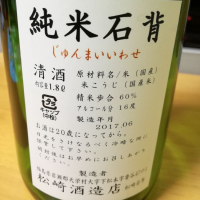 純米石背
じゅんまいいわせ
清酒
原材料名/米(国産)
米こうじ(国産米)
1.8ℓ
精米歩合 60%
アルコール分 16度
製造年月
2017.06
お酒は20歳になってから。
製造者
松崎酒造店